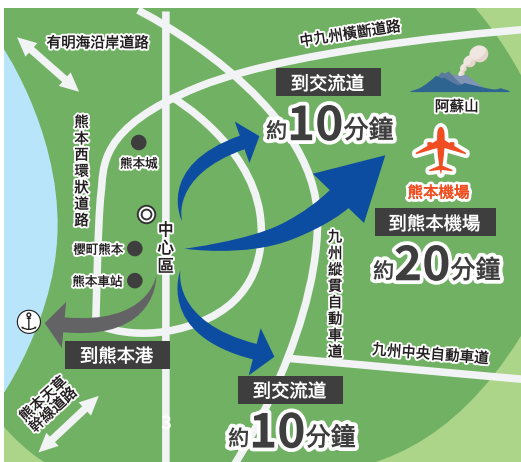 有明海沿岸道路
中九州橫斷道路
到交流道
約10分鐘
阿蘇山
熊本西環狀道路
熊本城
熊本機場
到熊本機場
約20分鐘
中心區
櫻町熊本
熊本車站
九州縱貫自動車道
到熊本港
九州中央自動車道
熊本天草
幹線道路
到交流道
約10分鐘
3